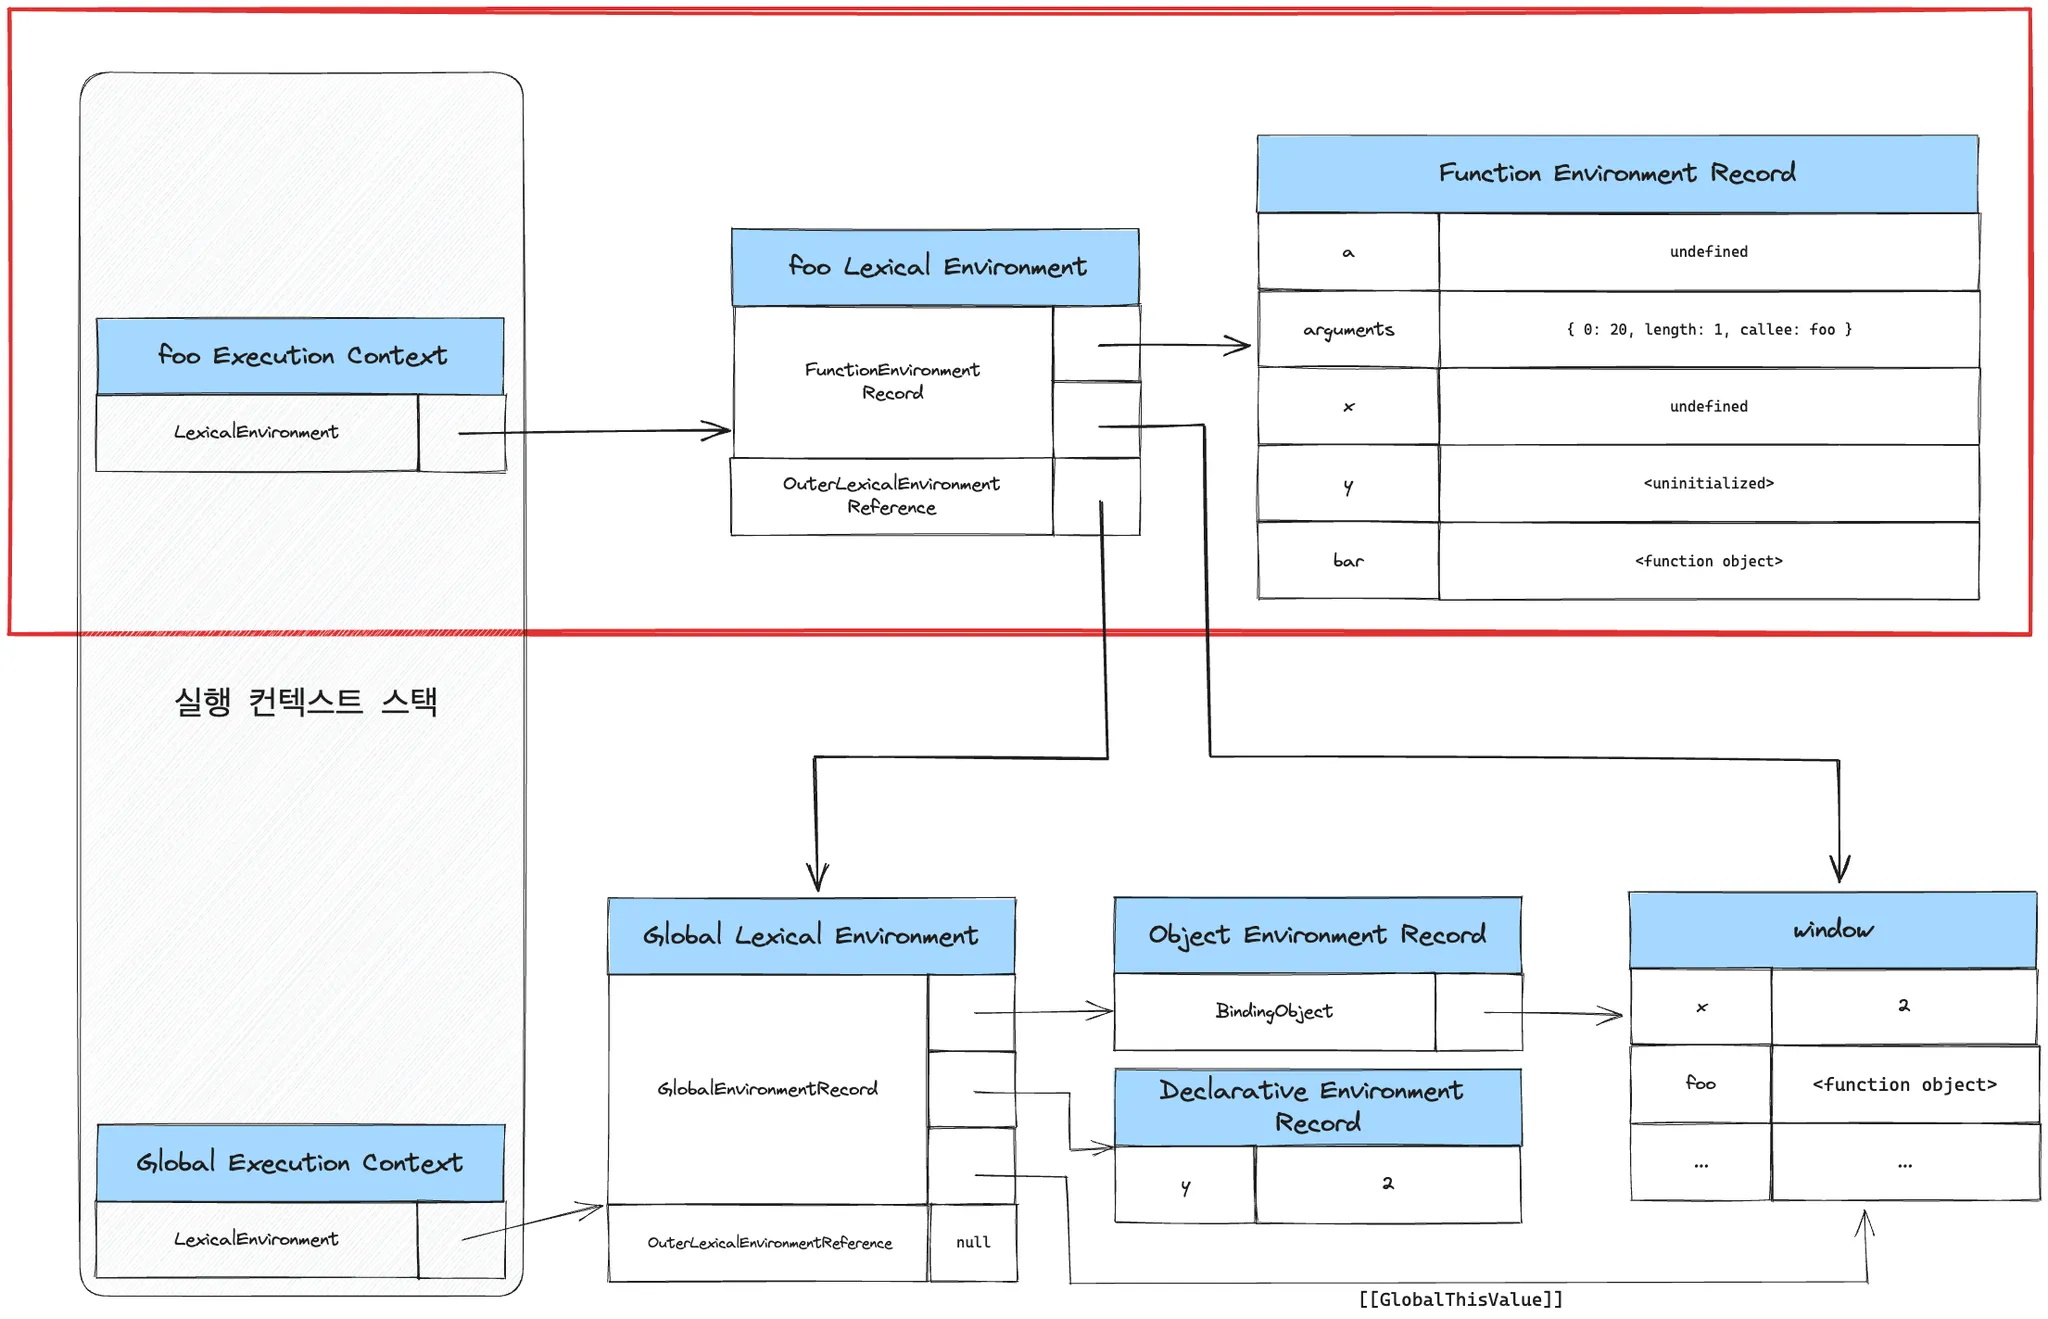 foo Execution Context
LexicalEnvironment
foo Lexical Environment
FunctionEnvironment
Record
OuterLexicalEnvironment
Reference
Function Environment Record
a
undefined
arguments
{ 0: 20, length: 1, callee: foo }
x
undefined
y
<uninitialized>
bar
<function object>
실행 컨텍스트 스택
Global Execution Context
LexicalEnvironment
Global Lexical Environment
GlobalEnvironmentRecord
OuterLexicalEnvironmentReference
null
Object Environment Record
BindingObject
Declarative Environment
Record
y
2
window
x
2
foo
<function object>
...
...
[[GlobalThisValue]]